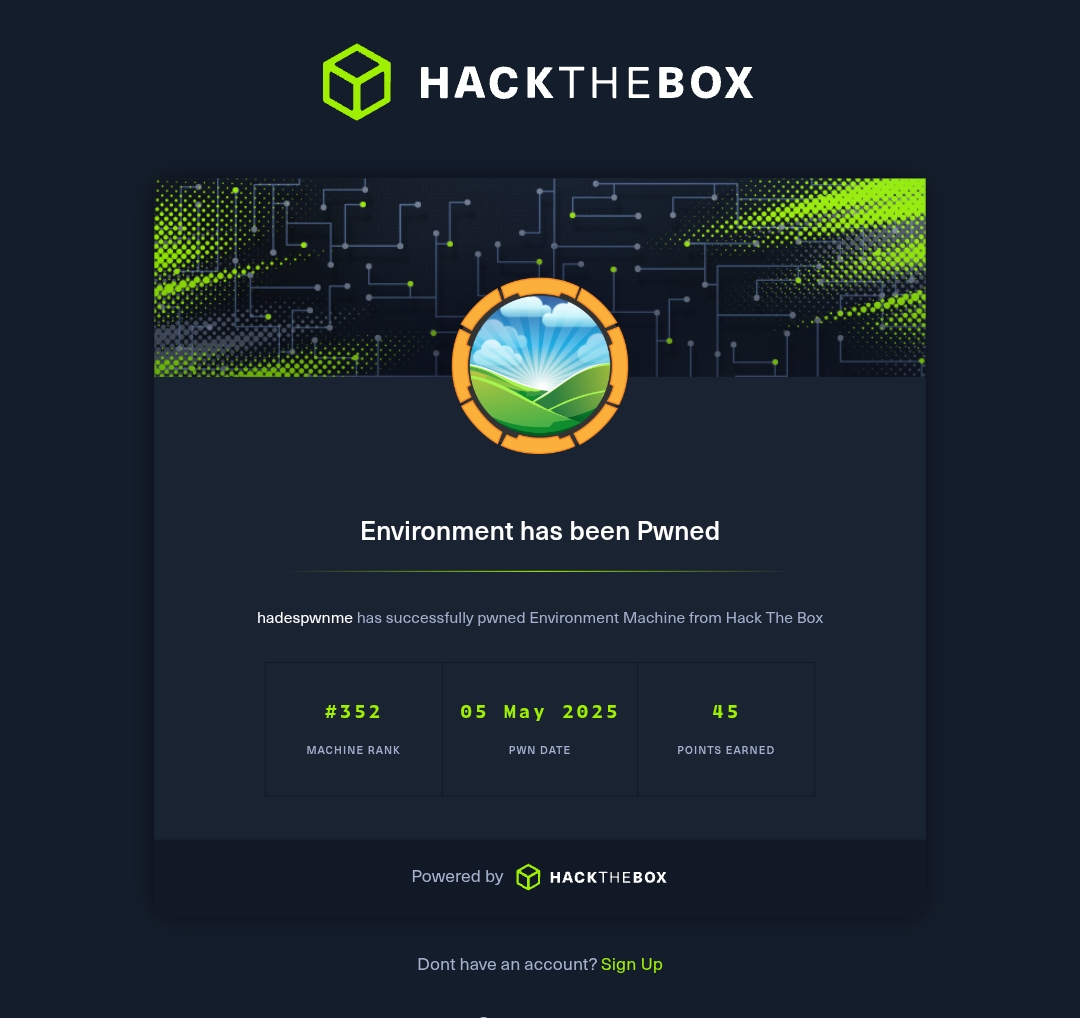 HACKTHEBOX
Environment has been Pwned
hadespwnme has successfully pwned Environment Machine from Hack The Box
#352
05 May 2025
45
MACHINE RANK
PWN DATE
POINTS EARNED
Powered by HACKTHEBOX
Dont have an account? Sign Up